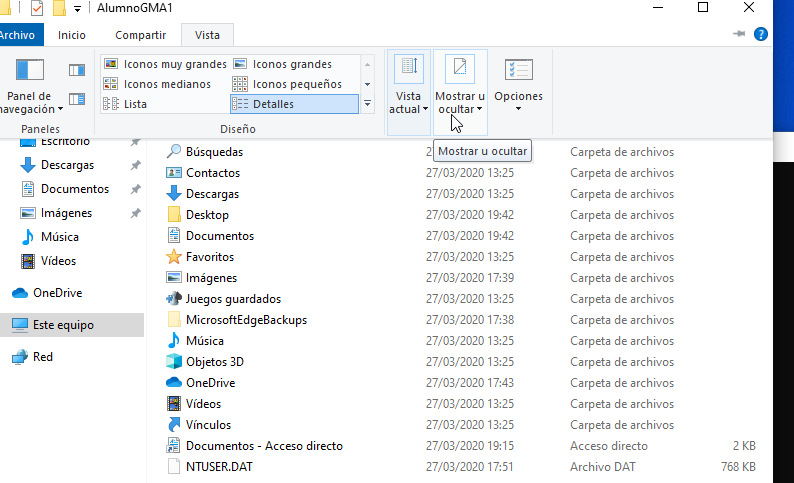 AlumnoGMA1
Archivo Inicio Compartir Vista
Panel de navegación
Paneles
Iconos muy grandes Iconos grandes
Iconos medianos Iconos pequeños
Lista Detalles
Diseño
Vista actual
Mostrar u ocultar
Opciones
Mostrar u ocultar
Escritorio
Descargas
Documentos
Imágenes
Música
Vídeos
OneDrive
Este equipo
Red
Búsquedas 2 Carpeta de archivos
Contactos 27/03/2020 13:25 Carpeta de archivos
Descargas 27/03/2020 13:25 Carpeta de archivos
Desktop 27/03/2020 19:42 Carpeta de archivos
Documentos 27/03/2020 19:42 Carpeta de archivos
Favoritos 27/03/2020 13:25 Carpeta de archivos
Imágenes 27/03/2020 17:39 Carpeta de archivos
Juegos guardados 27/03/2020 13:25 Carpeta de archivos
MicrosoftEdgeBackups 27/03/2020 17:38 Carpeta de archivos
Música 27/03/2020 13:25 Carpeta de archivos
Objetos 3D 27/03/2020 13:25 Carpeta de archivos
OneDrive 27/03/2020 17:43 Carpeta de archivos
Vídeos 27/03/2020 13:25 Carpeta de archivos
Vínculos 27/03/2020 13:25 Carpeta de archivos
Documentos - Acceso directo 27/03/2020 19:15 Acceso directo 2 KB
NTUSER.DAT 27/03/2020 17:51 Archivo DAT 768 KB